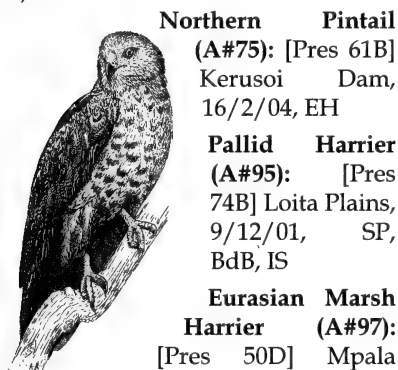 Northern Pintail
(A#75): [Pres 61B]
Kerusoi Dam,
16/2/04, EH
Pallid Harrier
(A#95): [Pres
74B] Loita Plains,
9/12/01, SP,
BdB, IS
Eurasian Marsh
Harrier (A#97):
[Pres 50D] Mpala